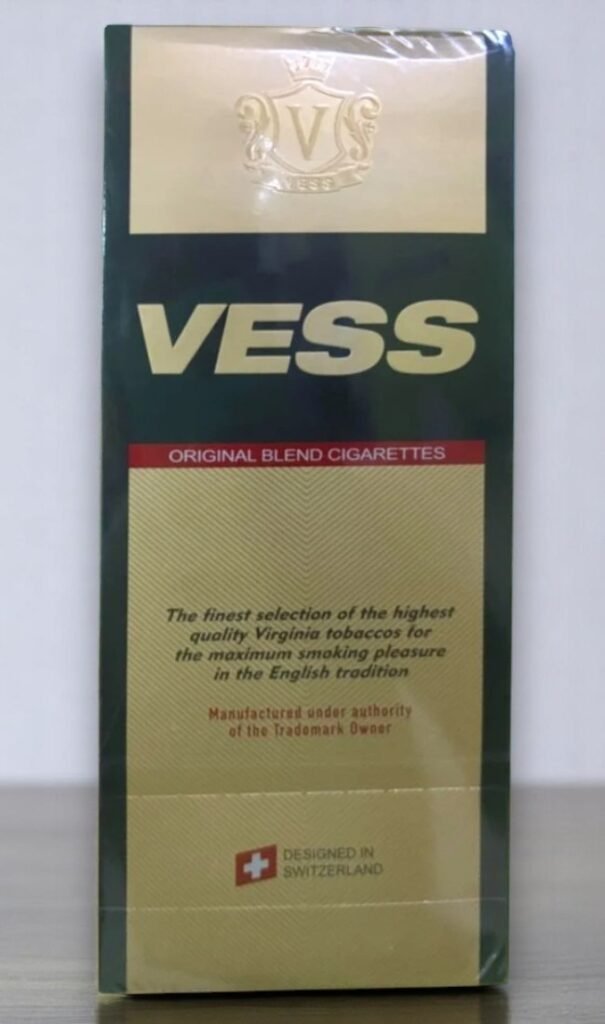 V
VESS
VESS
ORIGINAL BLEND CIGARETTES
The finest selection of the highest
quality Virginia tobaccos for
the maximum smoking pleasure
in the English tradition
Manufactured under authority
of the Trademark Owner
DESIGNED IN
SWITZERLAND